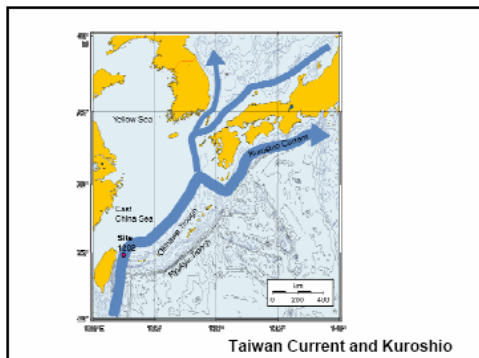 Yellow Sea
Kuroshio Current
East
China Sea
Site
1202
Okinawa Trough
Ryukyu Trench
km
0 200 400
Taiwan Current and Kuroshio